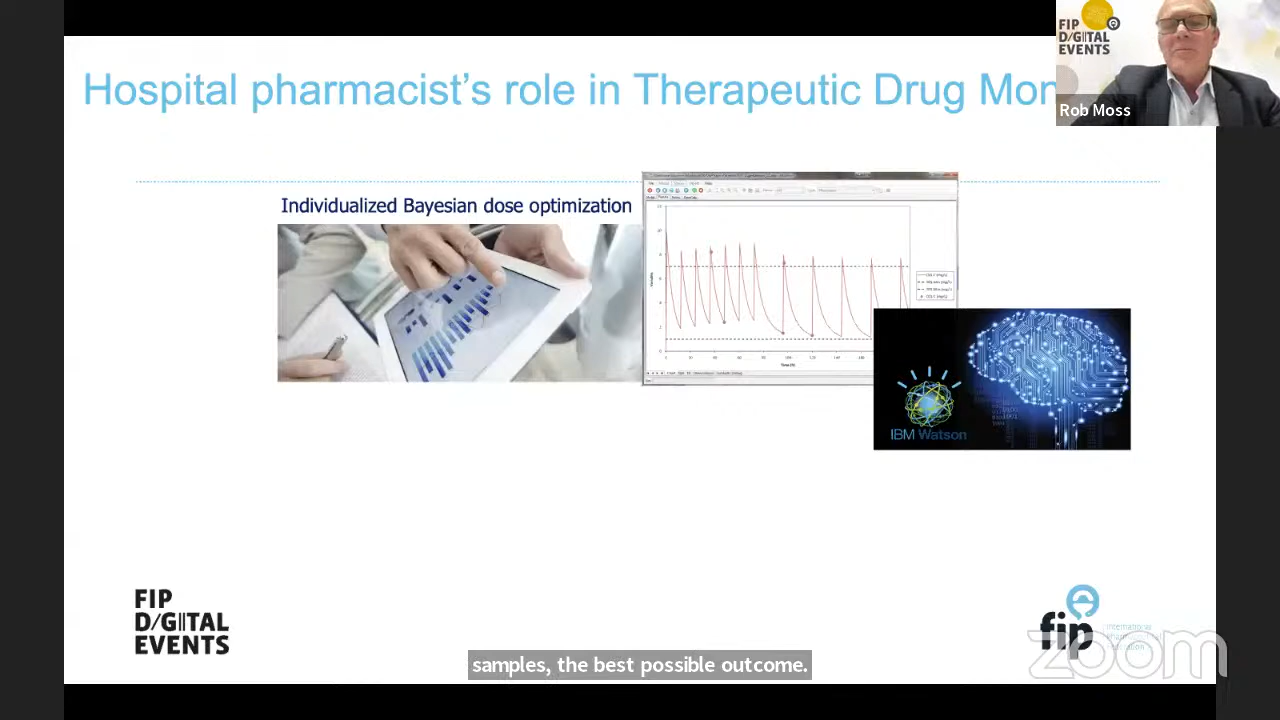 FIP
D/GITAL
EVENTS
Rob Moss
Hospital pharmacist's role in Therapeutic Drug Mon
Individualized Bayesian dose optimization
IBM Watson
FIP
D/GITAL
EVENTS
fip
zoom
samples, the best possible outcome.